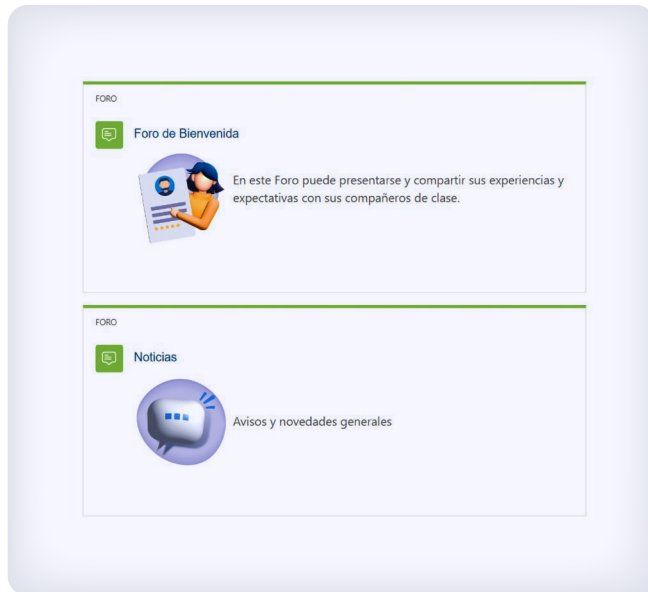 FORO
Foro de Bienvenida
En este Foro puede presentarse y compartir sus experiencias y
expectativas con sus compañeros de clase.
FORO
Noticias
Avisos y novedades generales